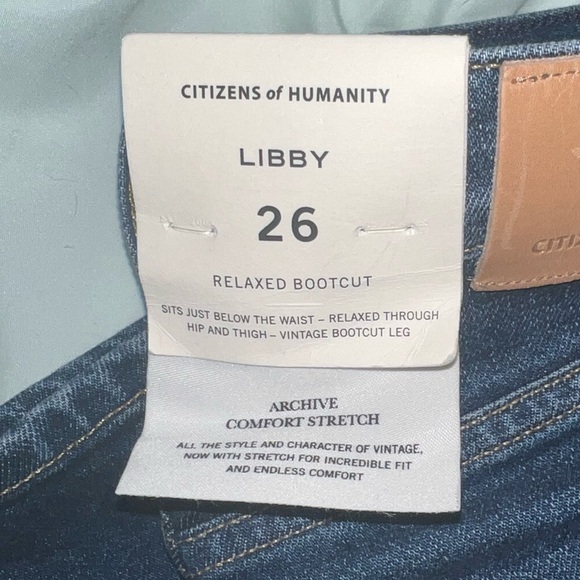 CITIZENS of HUMANITY
LIBBY
26
RELAXED BOOTCUT
SITS JUST BELOW THE WAIST – RELAXED THROUGH
HIP AND THIGH – VINTAGE BOOTCUT LEG
ARCHIVE
COMFORT STRETCH
ALL THE STYLE AND CHARACTER OF VINTAGE,
NOW WITH STRETCH FOR INCREDIBLE FIT
AND ENDLESS COMFORT